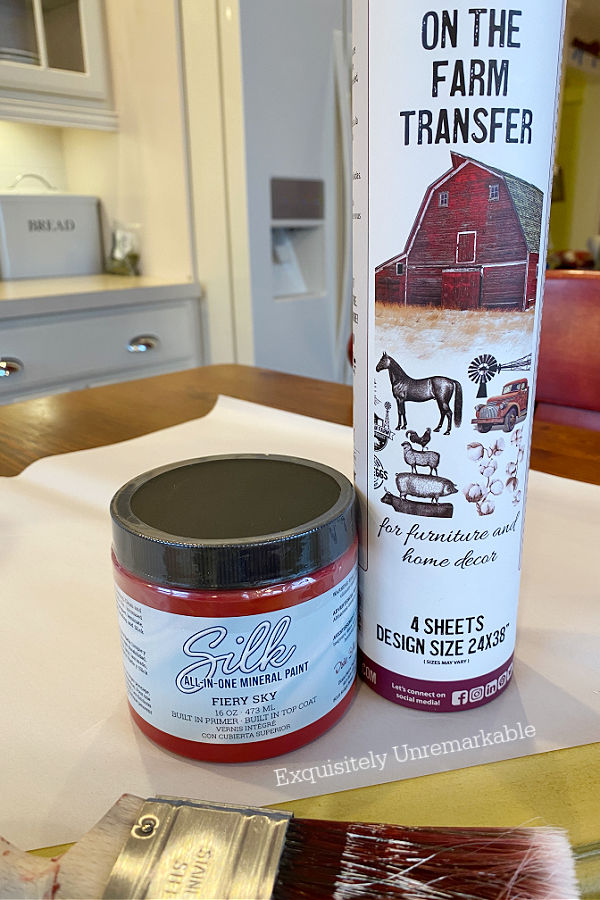 ON THE
FARM
TRANSFER
BREAD
for furniture and
home decor
4 SHEETS
DESIGN SIZE 24X38"
( SIZES MAY VARY )
.COM
Let's connect on
social media!
Silk
ALL-IN-ONE MINERAL PAINT
FIERY SKY
16 OZ · 473 ML
BUILT IN PRIMER · BUILT IN TOP COAT
VERNIS INTÉGRÉ
CON CUBIERTA SUPERIOR
Exquisitely Unremarkable